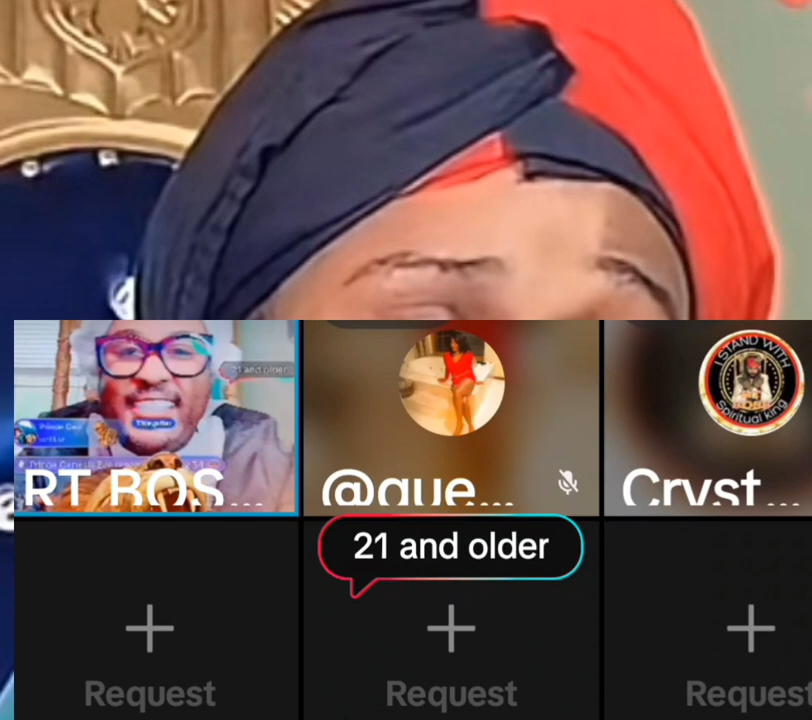 21 and older
RT BOS...
@que...
I STAND WITH
Spiritual king
Cryst...
21 and older
Request
Request
Request